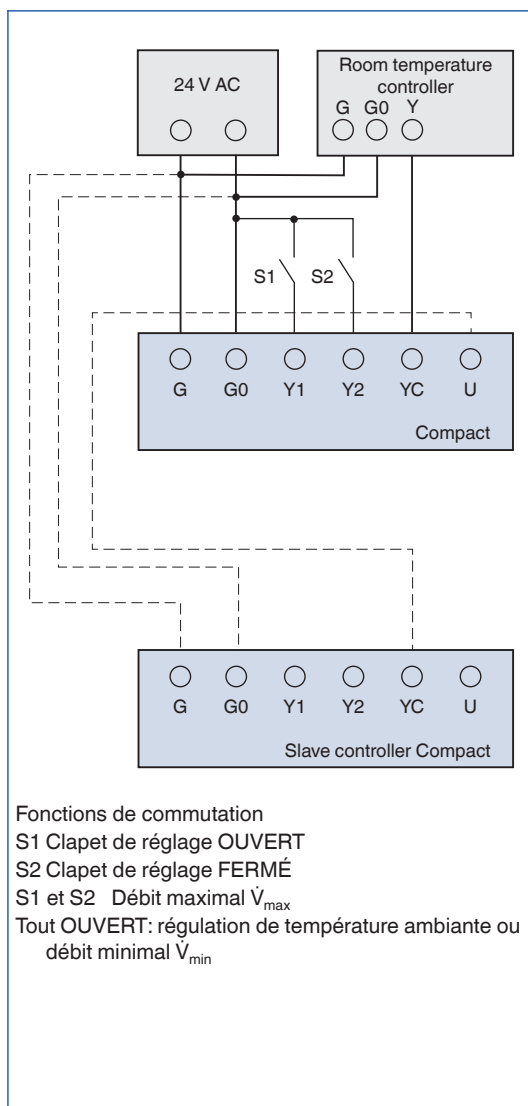 24 V AC
Room temperature
controller
G G0 Y
S1 S2
G G0 Y1 Y2 YC U
Compact
G G0 Y1 Y2 YC U
Slave controller Compact
Fonctions de commutation
S1 Clapet de réglage OUVERT
S2 Clapet de réglage FERMÉ
S1 et S2 Débit maximal V̇max
Tout OUVERT: régulation de température ambiante ou
débit minimal V̇min